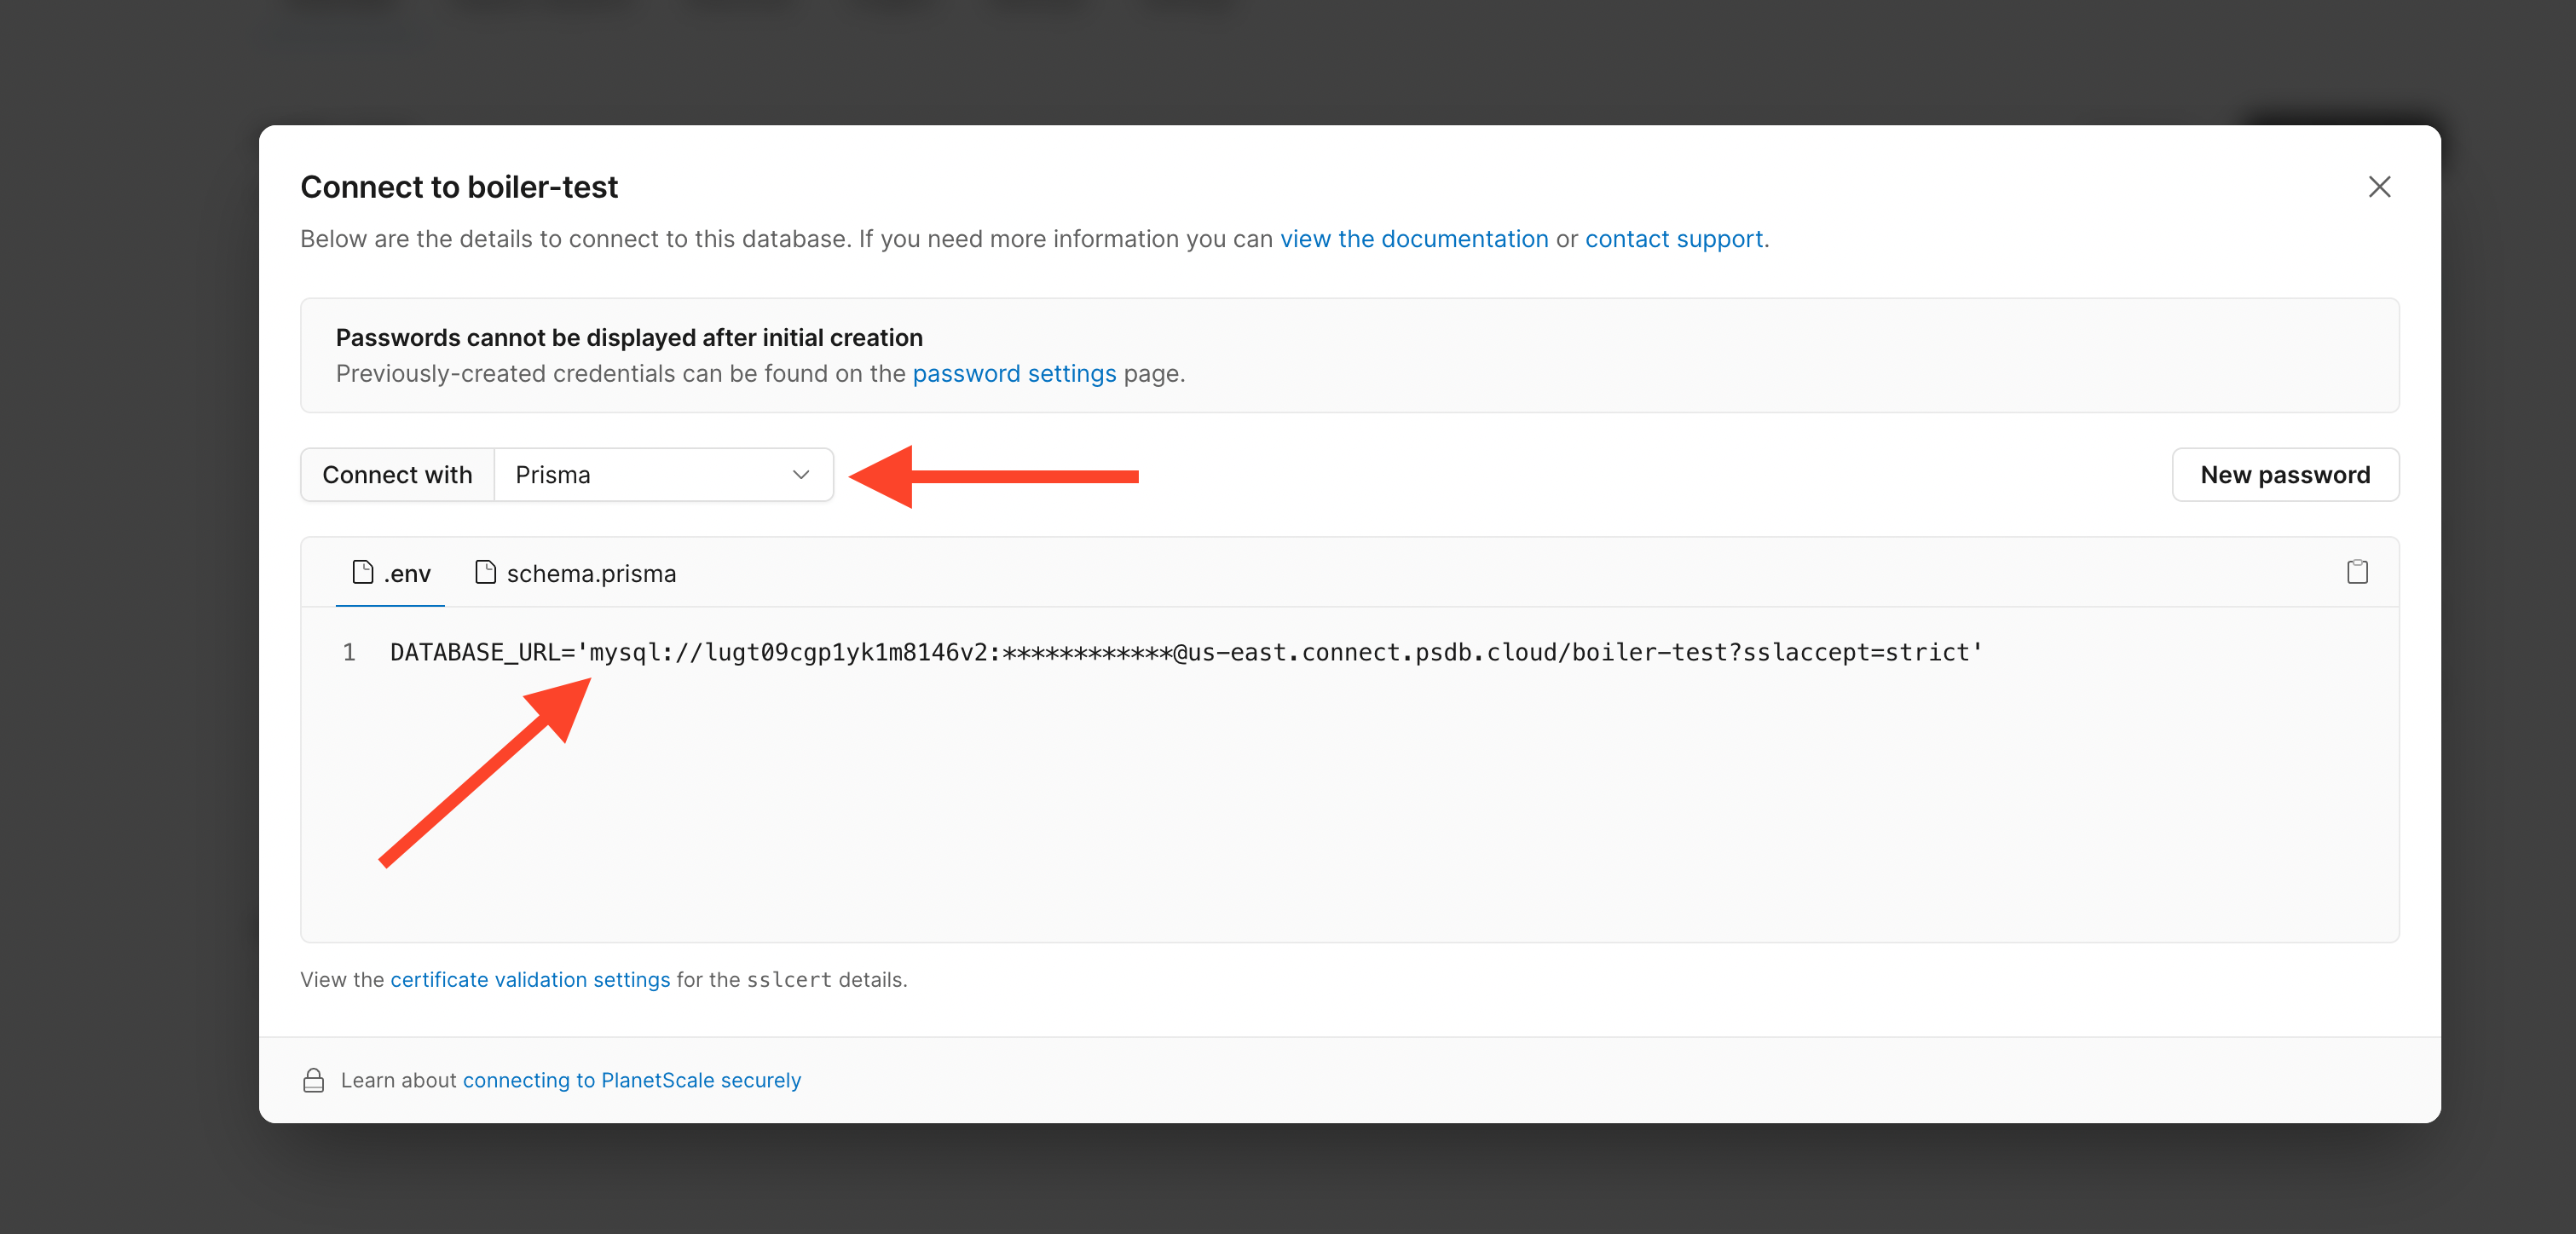 Connect to boiler-test
Below are the details to connect to this database. If you need more information you can view the documentation or contact support.
Passwords cannot be displayed after initial creation
Previously-created credentials can be found on the password settings page.
Connect with Prisma
New password
.env schema.prisma
1 DATABASE_URL='mysql://lugt09cgp1yk1m8146v2:************@us-east.connect.psdb.cloud/boiler-test?sslaccept=strict'
View the certificate validation settings for the sslcert details.
Learn about connecting to PlanetScale securely